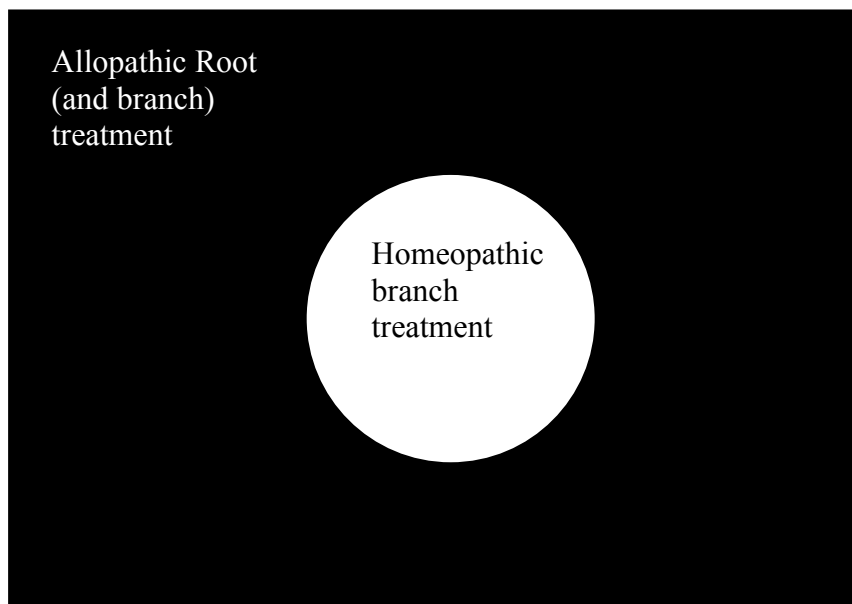 Allopathic Root
(and branch)
treatment
Homeopathic
branch
treatment